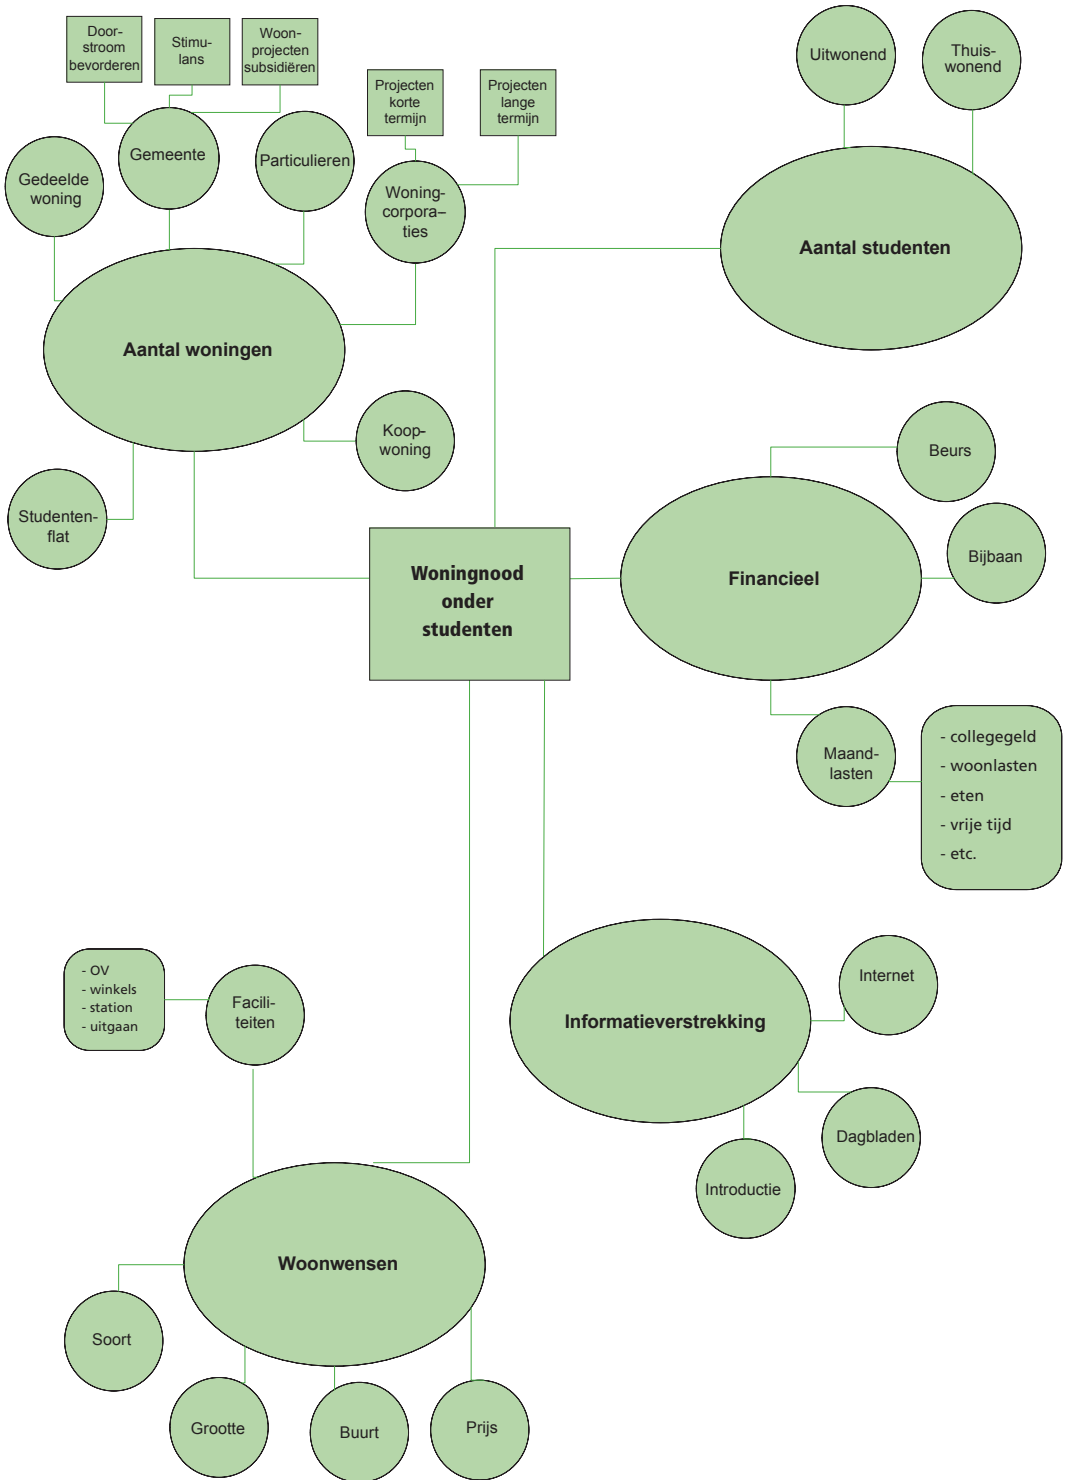 Door-
stroom
bevorderen
Stimu-
lans
Woon-
projecten
subsidiëren
Projecten
korte
termijn
Projecten
lange
termijn
Uitwonend
Thuis-
wonend
Gedeelde
woning
Gemeente
Particulieren
Woning-
corpora–
ties
Aantal studenten
Aantal woningen
Koop-
woning
Studenten-
flat
Beurs
Bijbaan
Woningnood
onder
studenten
Financieel
Maand-
lasten
- collegegeld
- woonlasten
- eten
- vrije tijd
- etc.
- OV
- winkels
- station
- uitgaan
Facili-
teiten
Informatieverstrekking
Internet
Dagbladen
Introductie
Woonwensen
Soort
Grootte
Buurt
Prijs